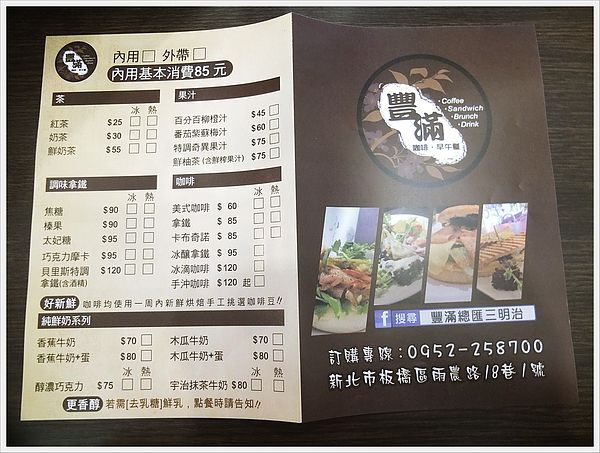 豐滿
內用□ 外帶□
內用基本消費85元
茶
冰 熱
紅茶 $25 □ □
奶茶 $30 □ □
鮮奶茶 $55 □ □
果汁
百分百柳橙汁 $45 □
番茄紫蘇梅汁 $60 □
特調奇異果汁 $75 □
鮮柚茶(含鮮榨果汁) $75 □
調味拿鐵
冰 熱
焦糖 $90 □ □
榛果 $90 □ □
太妃糖 $95 □ □
巧克力摩卡 $95 □ □
貝里斯特調拿鐵(含酒精) $120 □ □
咖啡
冰 熱
美式咖啡 $ 60 □ □
拿鐵 $ 85 □ □
卡布奇諾 $ 85 □ □
冰釀拿鐵 $ 95 □
冰滴咖啡 $120 □
手沖咖啡 $120 起 □
好新鮮 咖啡均使用一周內新鮮烘焙手工挑選咖啡豆!!
純鮮奶系列
香蕉牛奶 $70 □
木瓜牛奶 $70 □
香蕉牛奶+蛋 $80 □
木瓜牛奶+蛋 $80 □
冰 熱
冰 熱
醇濃巧克力 $75 □ □
宇治抹茶牛奶 $80 □ □
更香醇 若需[去乳糖]鮮乳，點餐時請告知!!
豐滿
·Coffee
·Sandwich
·Brunch
·Drink
咖啡·早午餐
f 搜尋 豐滿總匯三明治
訂購專線：0952-258700
新北市板橋區雨農路18巷1號